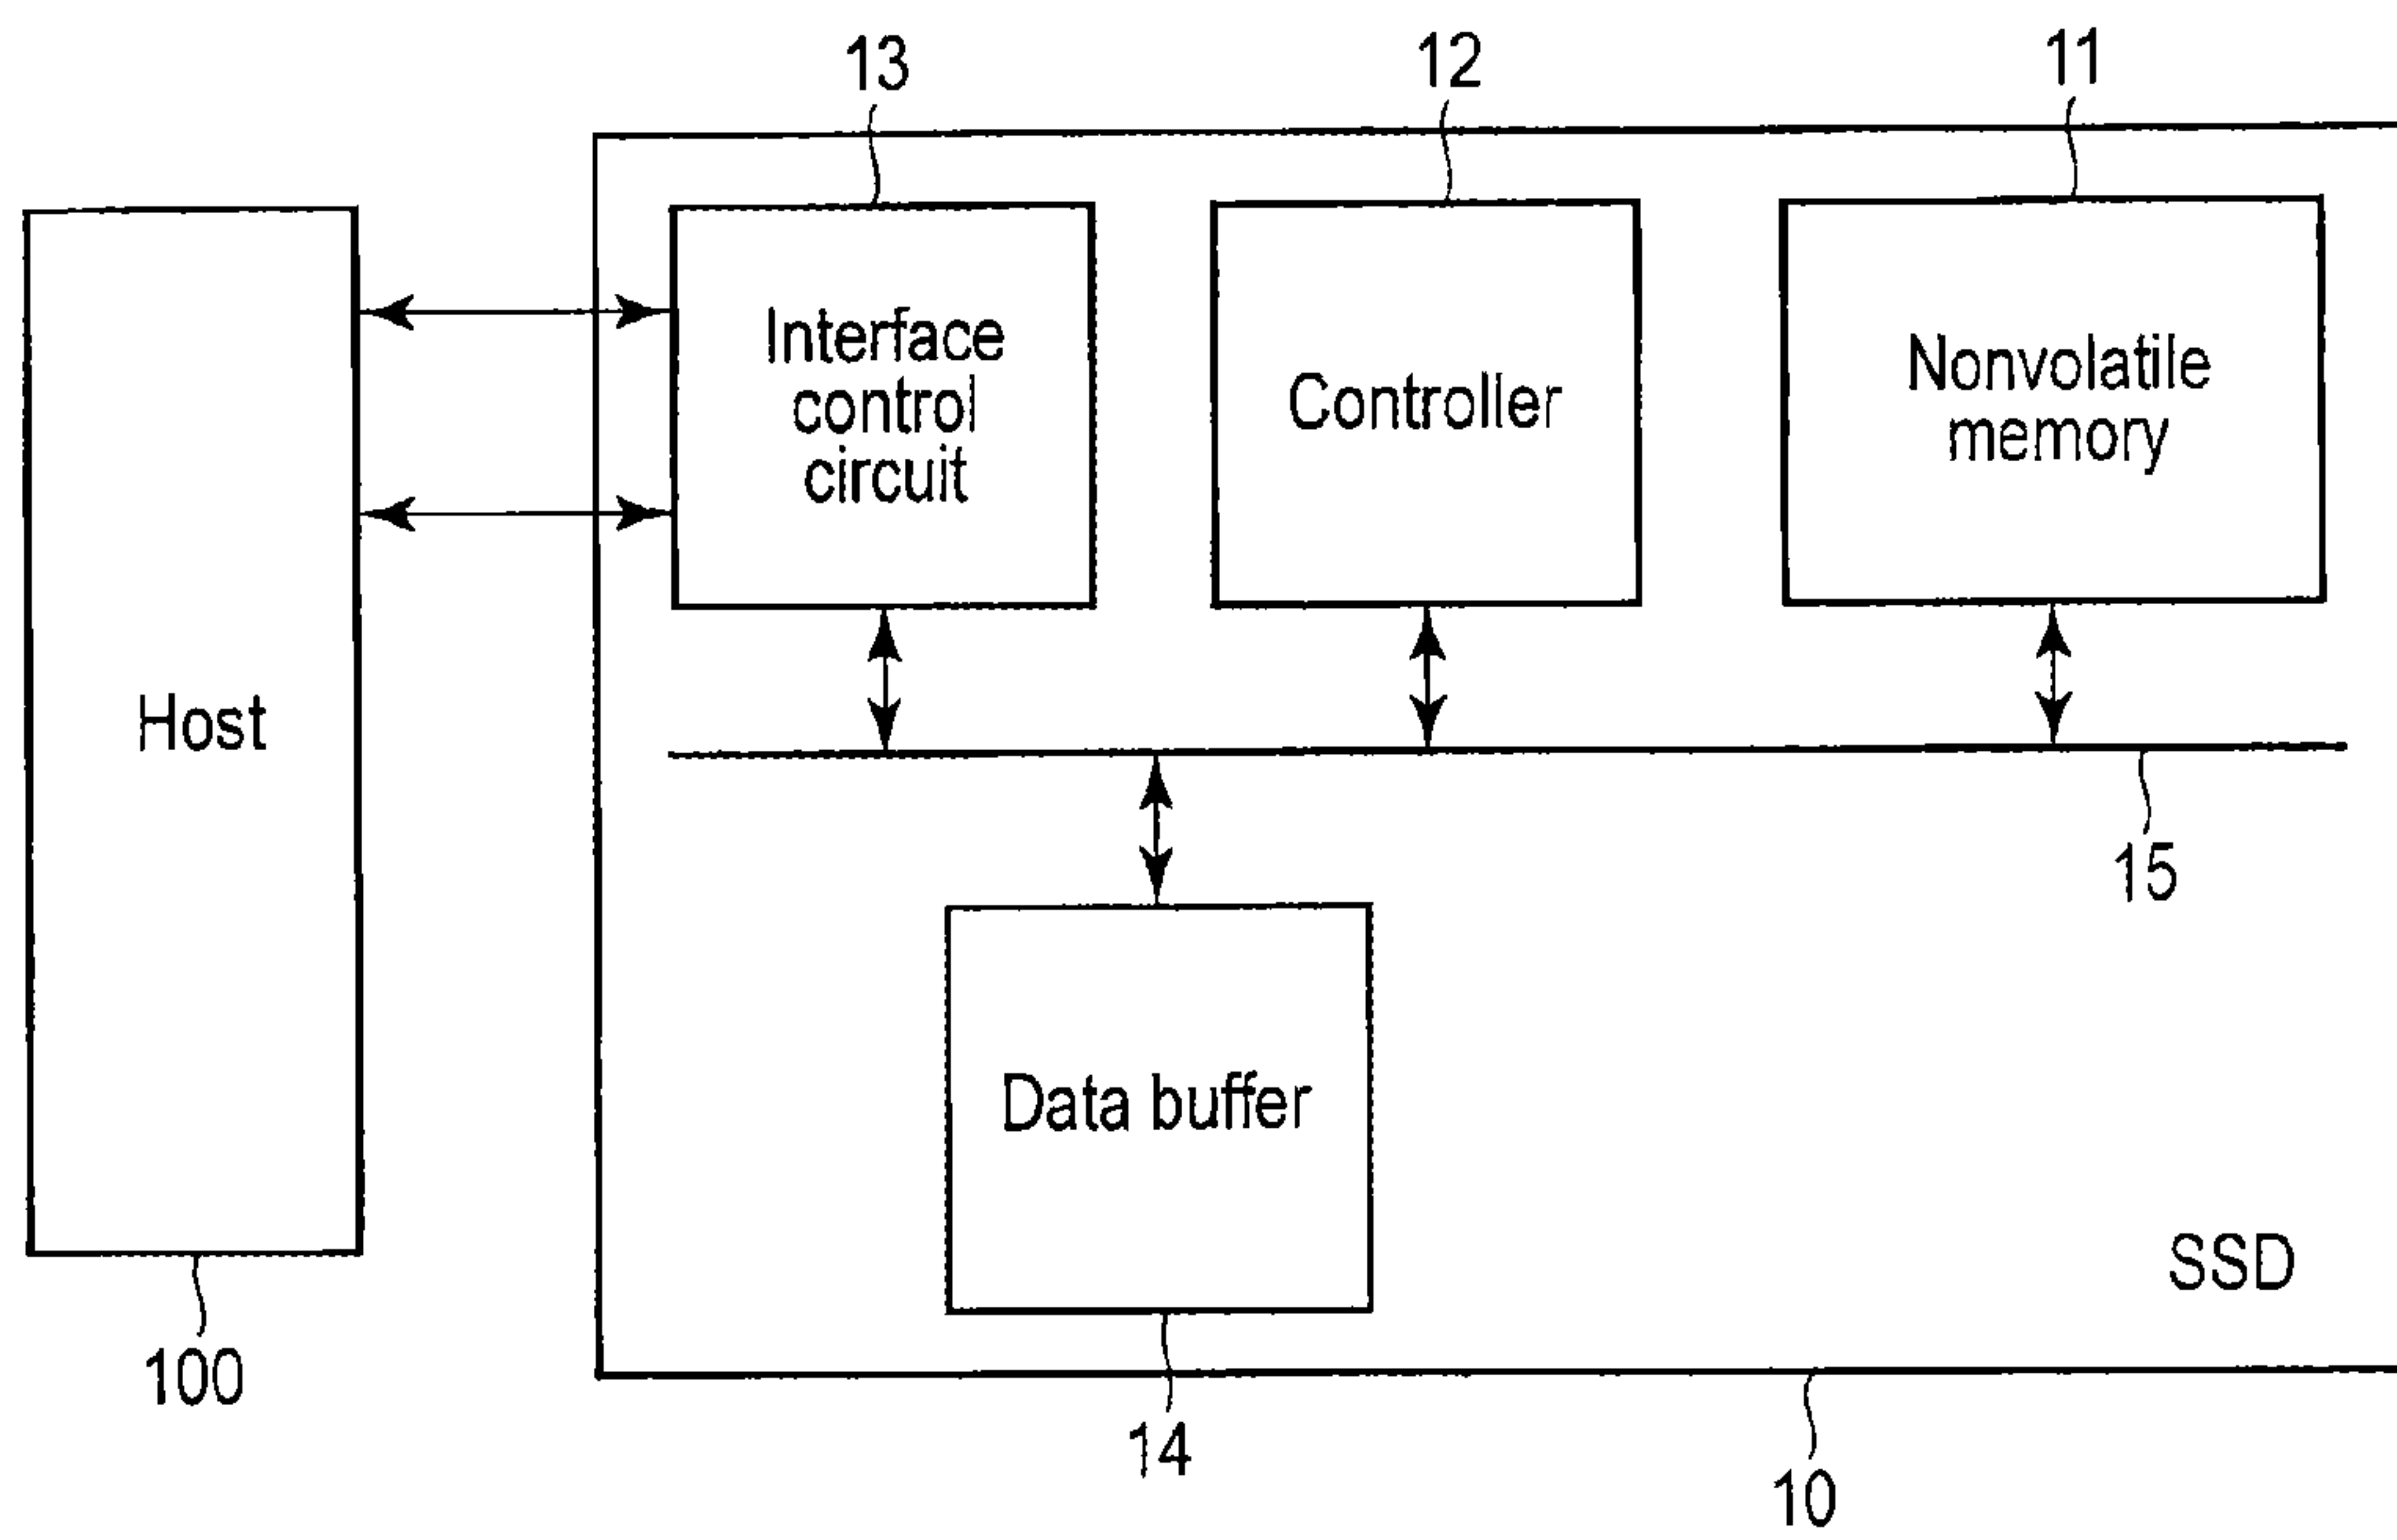 13
12
11
Interface
control
circuit
Controller
Nonvolatile
memory
Host
15
Data buffer
SSD
100
14
10